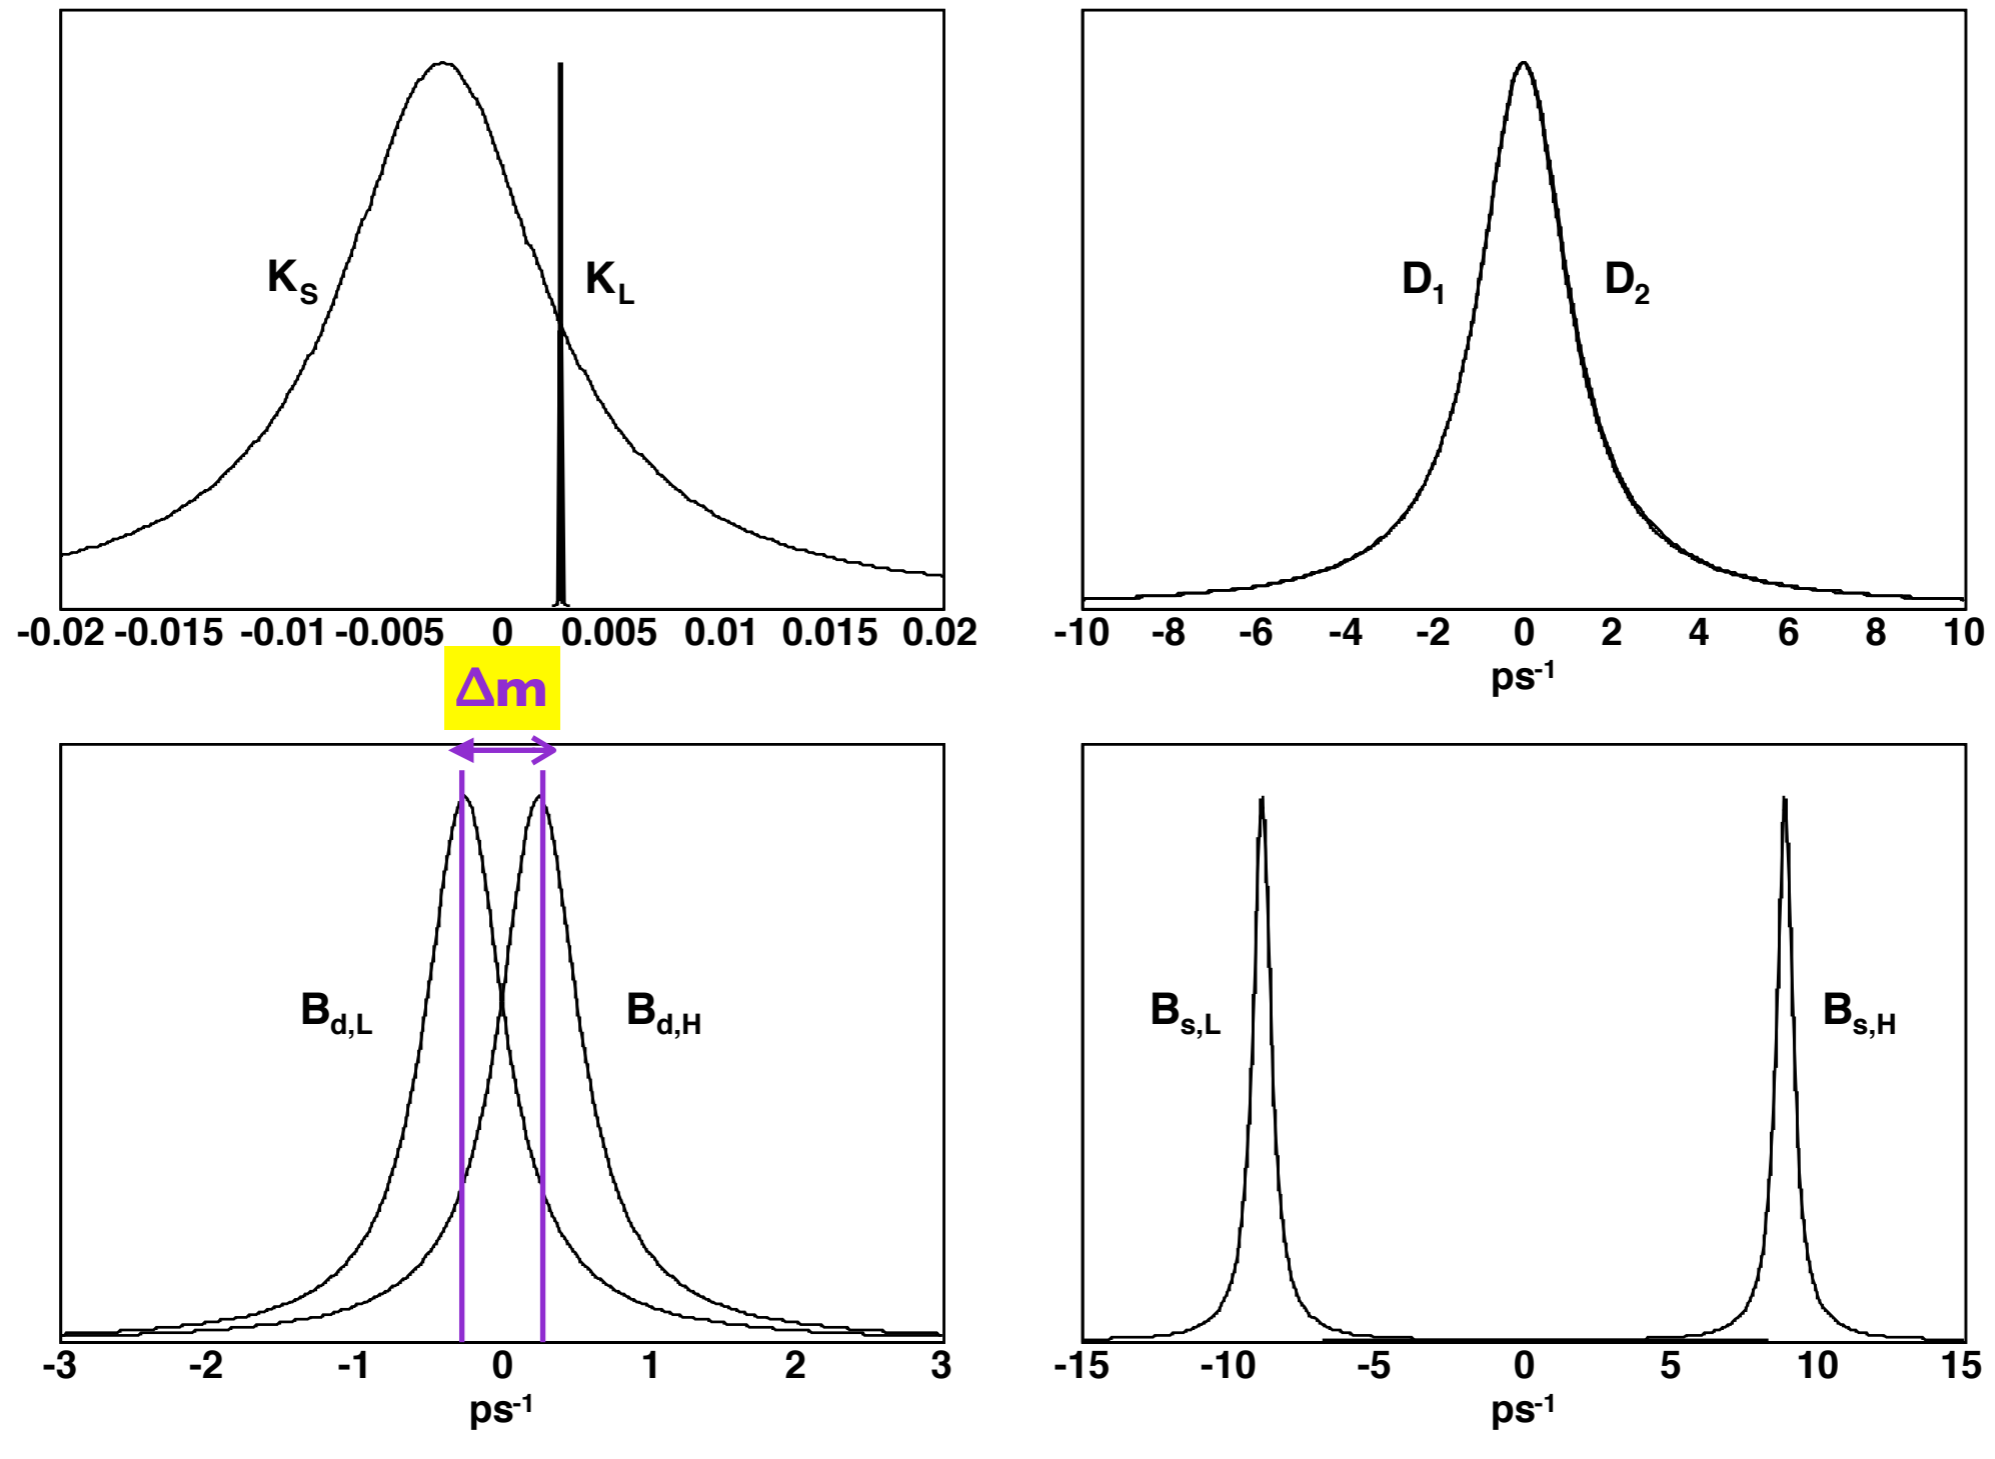 K_S K_L
-0.02 -0.015 -0.01 -0.005 0 0.005 0.01 0.015 0.02
D_1 D_2
-10 -8 -6 -4 -2 0 2 4 6 8 10
ps^-1
Δm
B_d,L B_d,H
-3 -2 -1 0 1 2 3
ps^-1
B_s,L B_s,H
-15 -10 -5 0 5 10 15
ps^-1